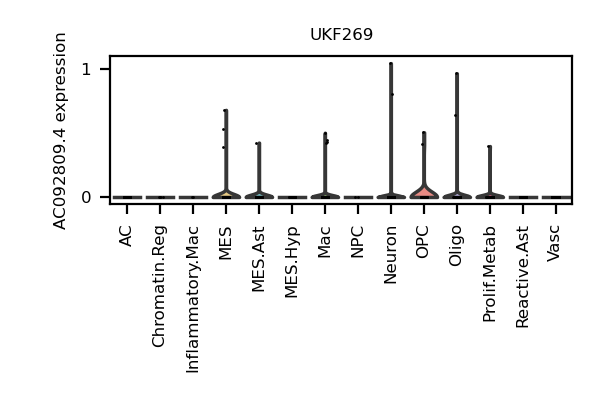 UKF269
AC092809.4 expression
1
0
AC
Chromatin.Reg
Inflammatory.Mac
MES
MES.Ast
MES.Hyp
Mac
NPC
Neuron
OPC
Oligo
Prolif.Metab
Reactive.Ast
Vasc